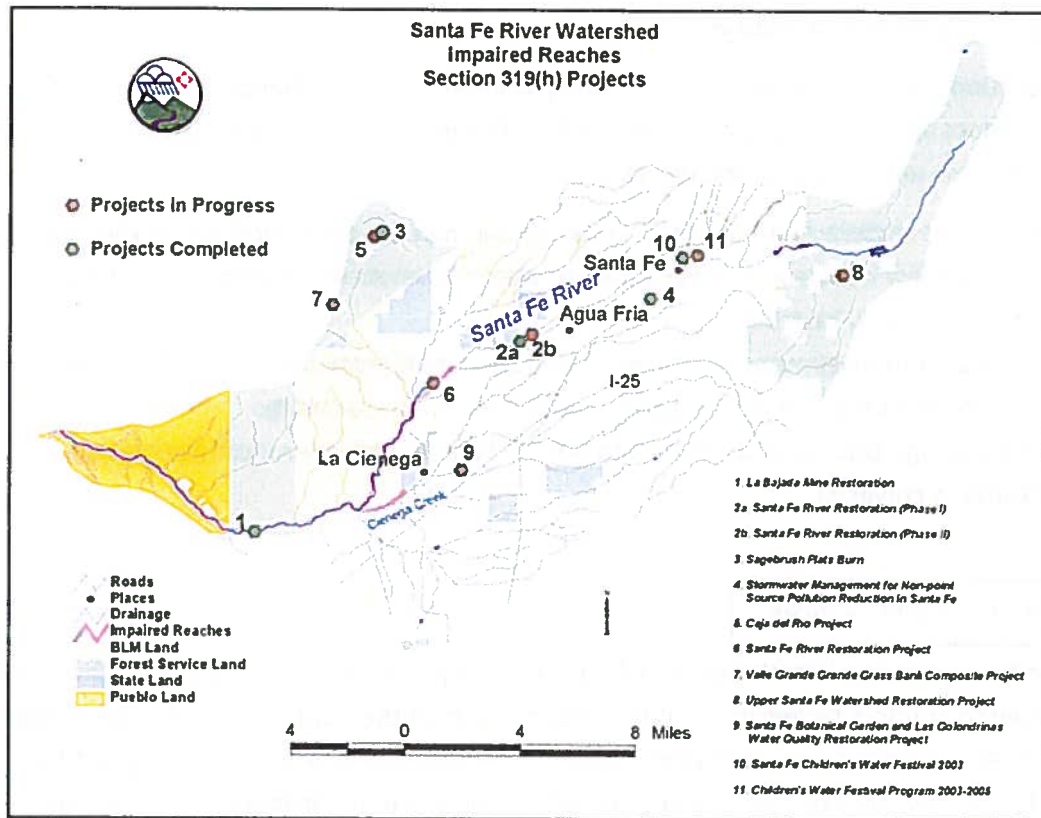 Santa Fe River Watershed
Impaired Reaches
Section 319(h) Projects
Projects In Progress
Projects Completed
3
5
7
10
11
Santa Fe
8
4
Santa Fe River
Agua Fria
2a
2b
I-25
6
La Cienega
9
Cienega Creek
1
Roads
Places
Drainage
Impaired Reaches
BLM Land
Forest Service Land
State Land
Pueblo Land
4 0 4 8 Miles
1. La Bajada Mine Restoration
2a. Santa Fe River Restoration (Phase I)
2b. Santa Fe River Restoration (Phase II)
3. Sagebrush Flats Burn
4. Stormwater Management for Non-point
Source Pollution Reduction in Santa Fe
5. Caja del Rio Project
6 Santa Fe River Restoration Project
7. Valle Grande Grande Grass Bank Composite Project
8. Upper Santa Fe Watershed Restoration Project
9. Santa Fe Botanical Garden and Las Golondrinas
Water Quality Restoration Project
10. Santa Fe Children's Water Festival 2003
11. Children's Water Festival Program 2003-2005